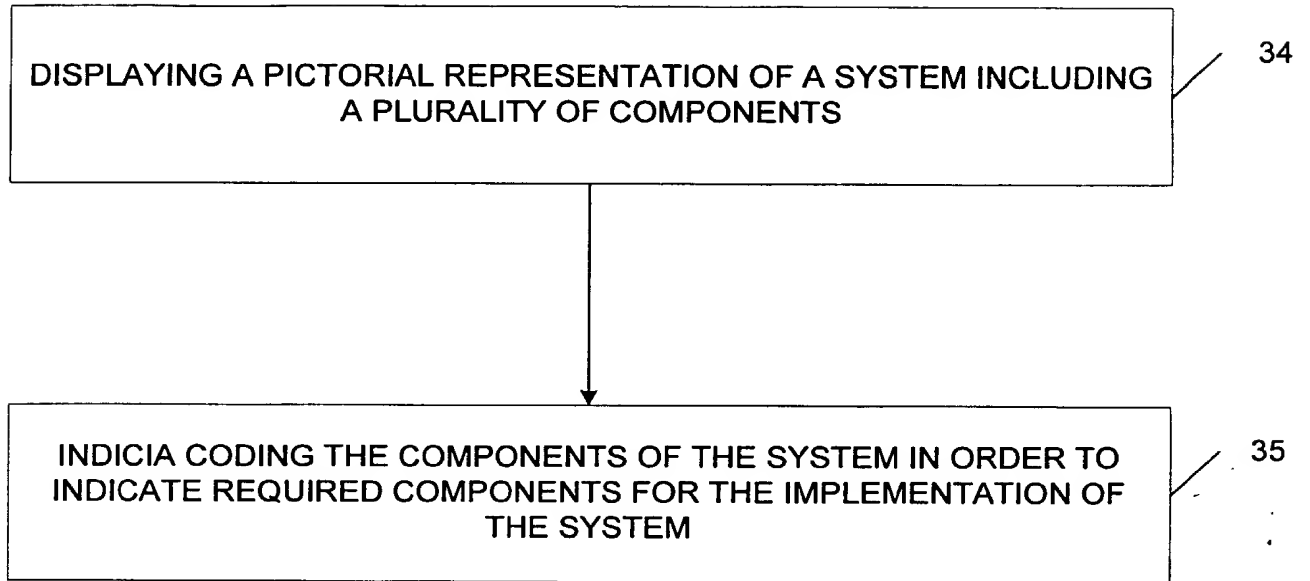 DISPLAYING A PICTORIAL REPRESENTATION OF A SYSTEM INCLUDING
A PLURALITY OF COMPONENTS
34
INDICIA CODING THE COMPONENTS OF THE SYSTEM IN ORDER TO
INDICATE REQUIRED COMPONENTS FOR THE IMPLEMENTATION OF
THE SYSTEM
35